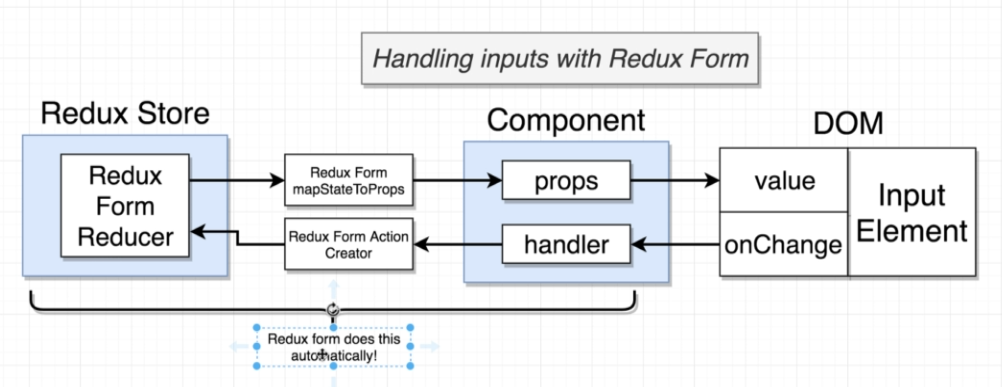 Handling inputs with Redux Form
Redux Store
Component
DOM
Redux
Form
Reducer
Redux Form
mapStateToProps
Redux Form Action
Creator
props
handler
value
onChange
Input
Element
Redux form does this
automatically!